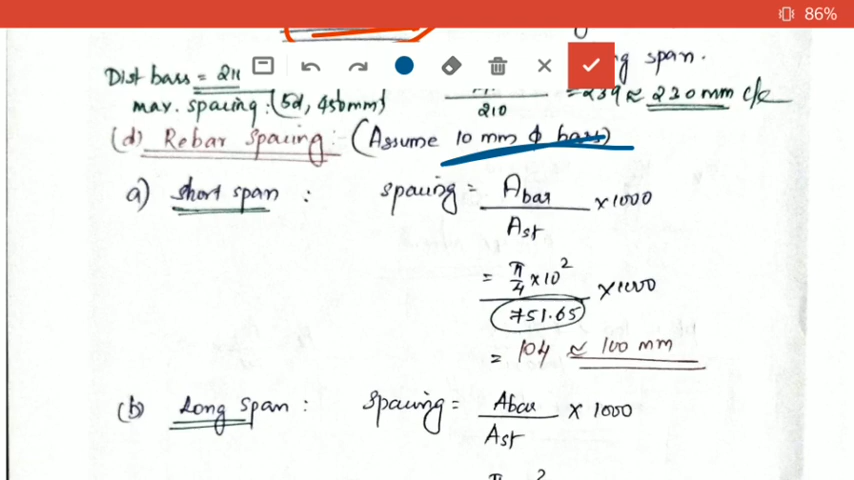 86%
span.
Dist bars = 211
max. spacing: (5d, 450mm)
210
= 239 ≈ 230 mm c/c
(d) Rebar Spacing: (Assume 10 mm ϕ bars)
a) Short span : Spacing = Abar / Ast × 1000
= π/4 × 10² / 751.65 × 1000
= 104 ≈ 100 mm
(b) Long span : Spacing = Abar / Ast × 1000
π 2